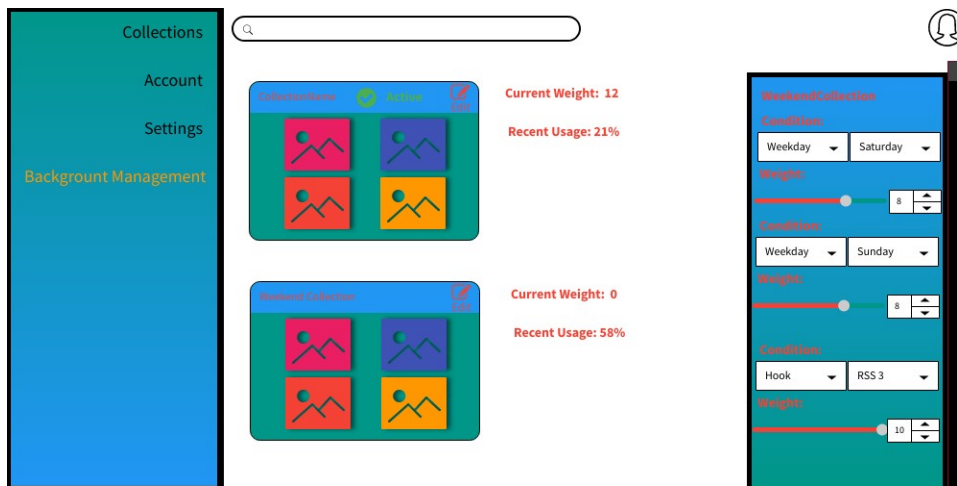 Collections
Account
Settings
Backgrount Management
CollectionName
Active
Edit
Current Weight: 12
Recent Usage: 21%
Weekend Collection
Edit
Current Weight: 0
Recent Usage: 58%
WeekendCollection
Condition:
Weekday Saturday
Weight:
8
Condition:
Weekday Sunday
Weight:
8
Condition:
Hook RSS 3
Weight:
10